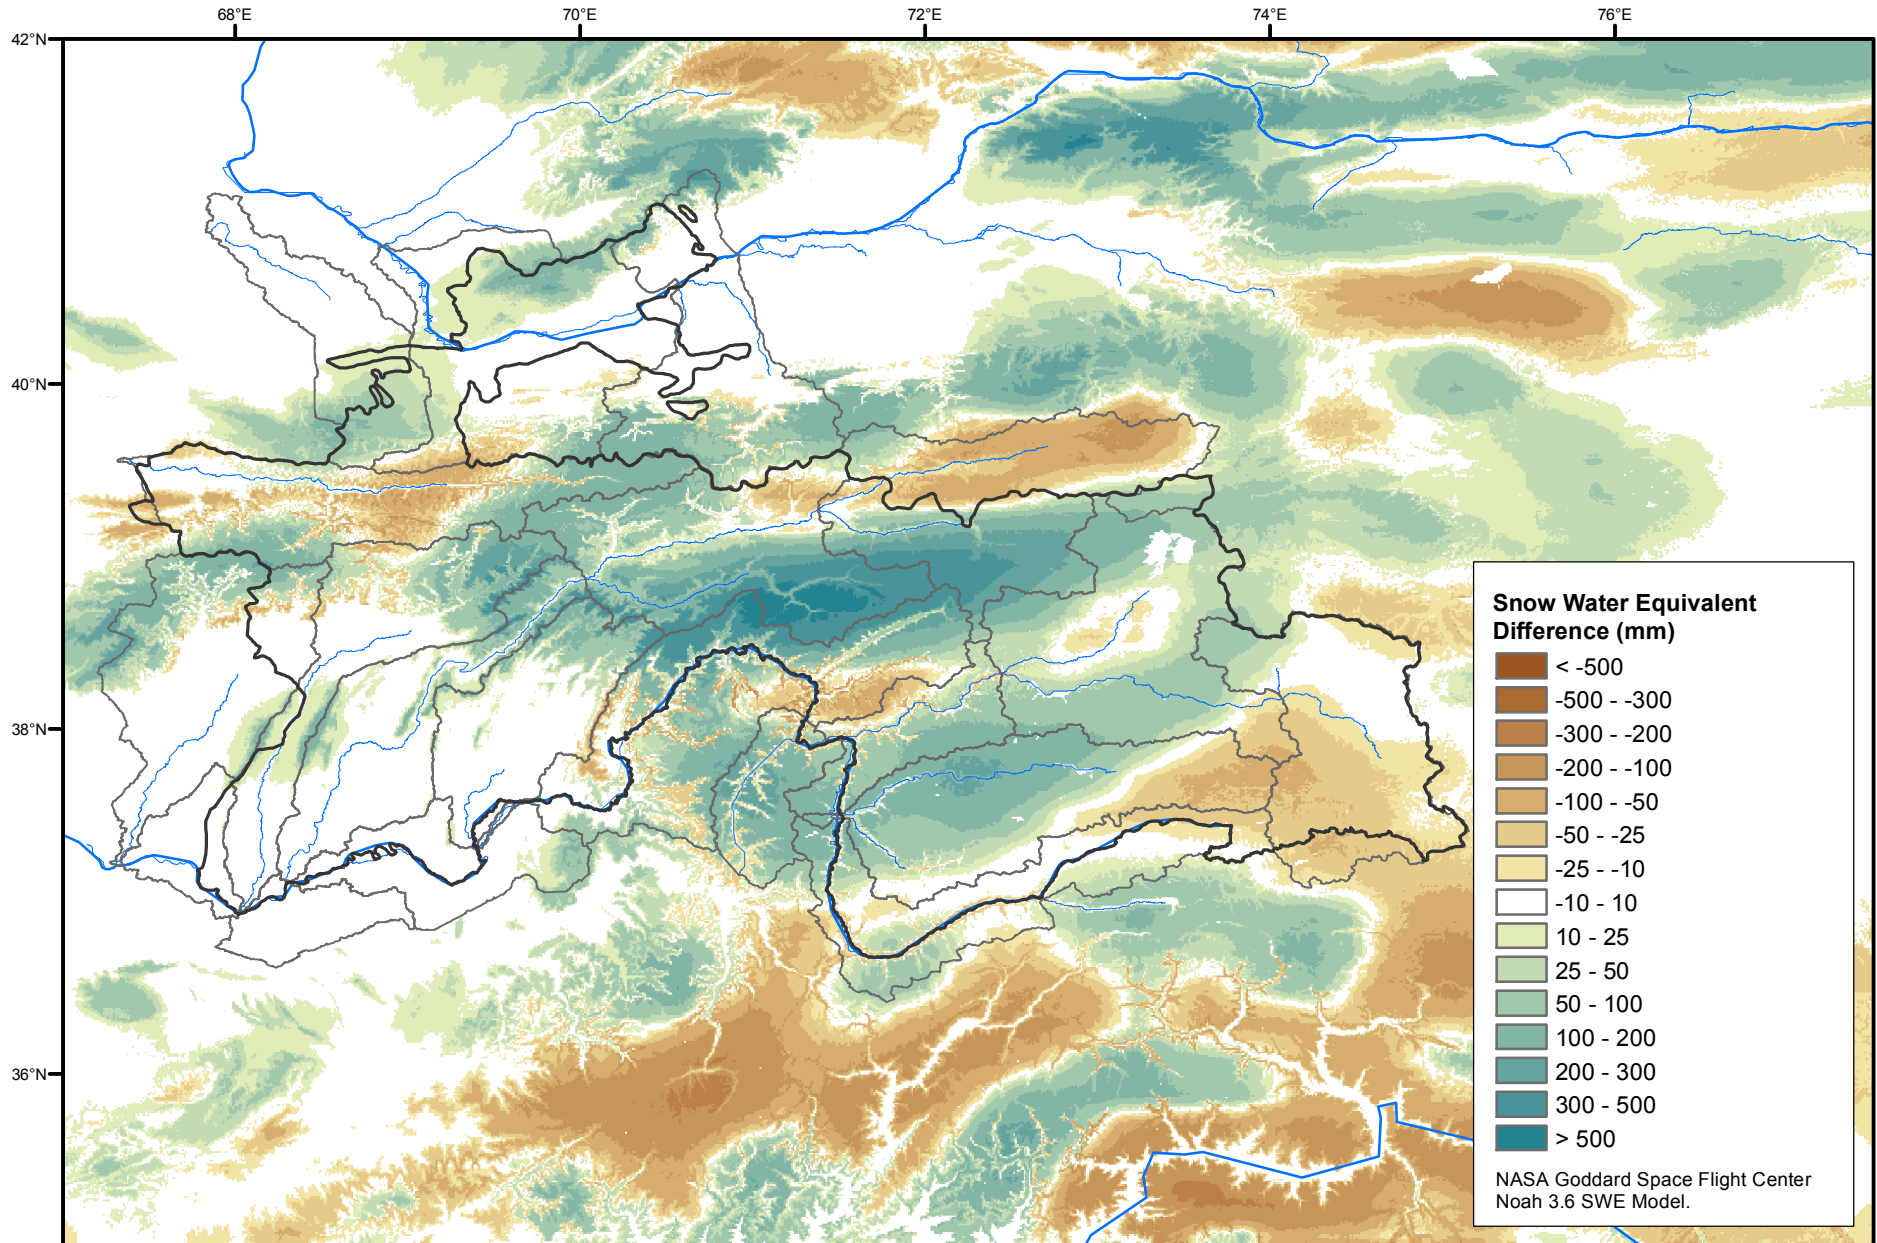 68°E 70°E 72°E 74°E 76°E
42°N
40°N
38°N
36°N
Snow Water Equivalent
Difference (mm)
< -500
-500 - -300
-300 - -200
-200 - -100
-100 - -50
-50 - -25
-25 - -10
-10 - 10
10 - 25
25 - 50
50 - 100
100 - 200
200 - 300
300 - 500
> 500
NASA Goddard Space Flight Center
Noah 3.6 SWE Model.